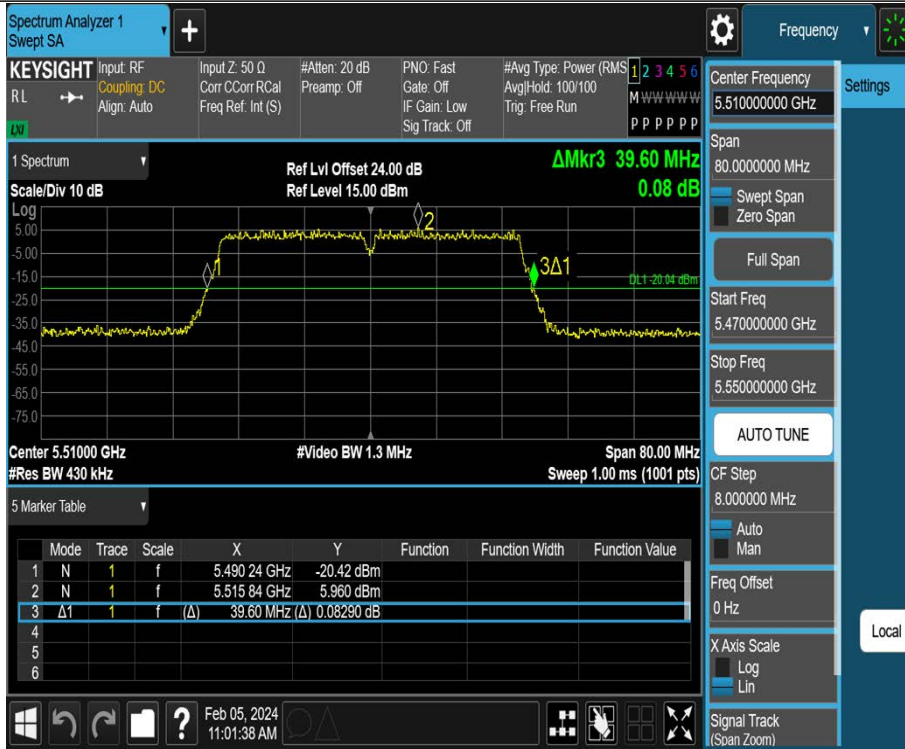 Spectrum Analyzer 1
Swept SA
+
Frequency
KEYSIGHT
RL
LXI
Input: RF
Coupling: DC
Align: Auto
Input Z: 50 Ω
Corr CCorr RCal
Freq Ref: Int (S)
#Atten: 20 dB
Preamp: Off
PNO: Fast
Gate: Off
IF Gain: Low
Sig Track: Off
#Avg Type: Power (RMS
Avg|Hold: 100/100
Trig: Free Run
1 2 3 4 5 6
M W W W W W
P P P P P P
1 Spectrum
Scale/Div 10 dB
Ref Lvl Offset 24.00 dB
Ref Level 15.00 dBm
ΔMkr3 39.60 MHz
0.08 dB
Log
5.00
-5.00
-15.0
-25.0
-35.0
-45.0
-55.0
-65.0
-75.0
1
2
3Δ1
DL1 -20.04 dBm
Center 5.51000 GHz
#Video BW 1.3 MHz
Span 80.00 MHz
#Res BW 430 kHz
Sweep 1.00 ms (1001 pts)
5 Marker Table
Mode Trace Scale X Y Function Function Width Function Value
1 N 1 f 5.490 24 GHz -20.42 dBm
2 N 1 f 5.515 84 GHz 5.960 dBm
3 Δ1 1 f (Δ) 39.60 MHz (Δ) 0.08290 dB
4
5
6
?
Feb 05, 2024
11:01:38 AM
Center Frequency
5.510000000 GHz
Span
80.0000000 MHz
Swept Span
Zero Span
Full Span
Start Freq
5.470000000 GHz
Stop Freq
5.550000000 GHz
AUTO TUNE
CF Step
8.000000 MHz
Auto
Man
Freq Offset
0 Hz
X Axis Scale
Log
Lin
Signal Track
(Span Zoom)
Settings
Local